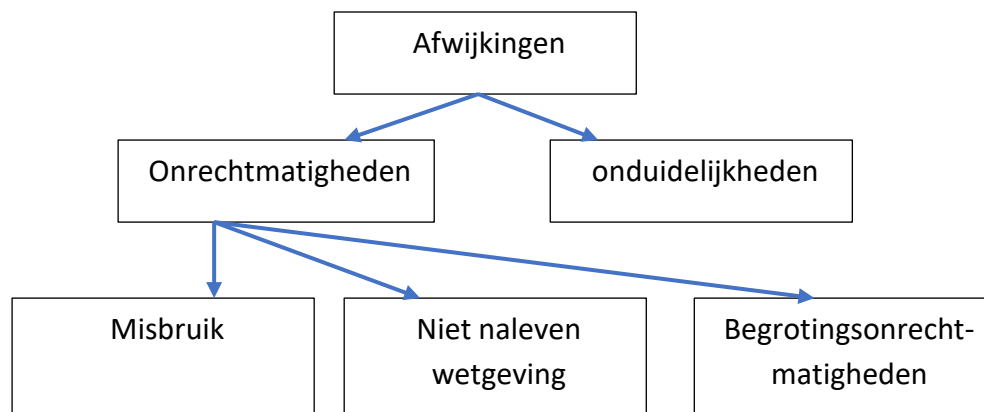 Afwijkingen
Onrechtmatigheden
onduidelijkheden
Misbruik
Niet naleven
wetgeving
Begrotingsonrecht-
matigheden